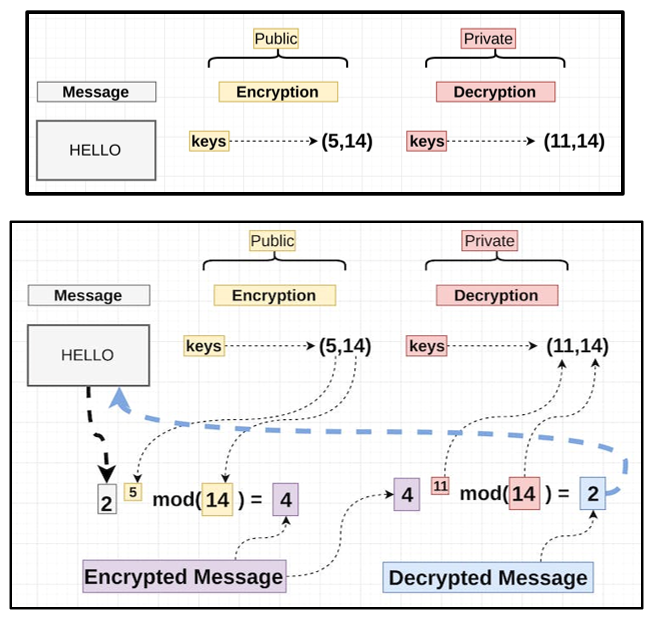 Public Private
Message Encryption Decryption
HELLO keys (5,14) keys (11,14)
Public Private
Message Encryption Decryption
HELLO keys (5,14) keys (11,14)
2 5 mod(14) = 4 4 11 mod(14) = 2
Encrypted Message Decrypted Message